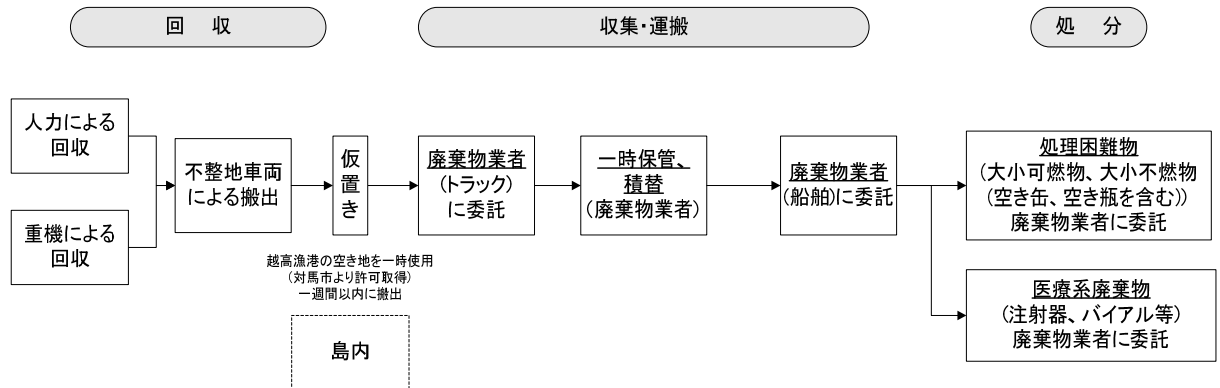 回　収
収集・運搬
処　分
人力による
回収
重機による
回収
不整地車両
による搬出
仮
置
き
越高漁港の空き地を一時使用
(対馬市より許可取得)
一週間以内に搬出
島内
廃棄物業者
(トラック)
に委託
一時保管、
積替
(廃棄物業者)
廃棄物業者
(船舶)に委託
処理困難物
(大小可燃物、大小不燃物
(空き缶、空き瓶を含む))
廃棄物業者に委託
医療系廃棄物
(注射器、バイアル等)
廃棄物業者に委託